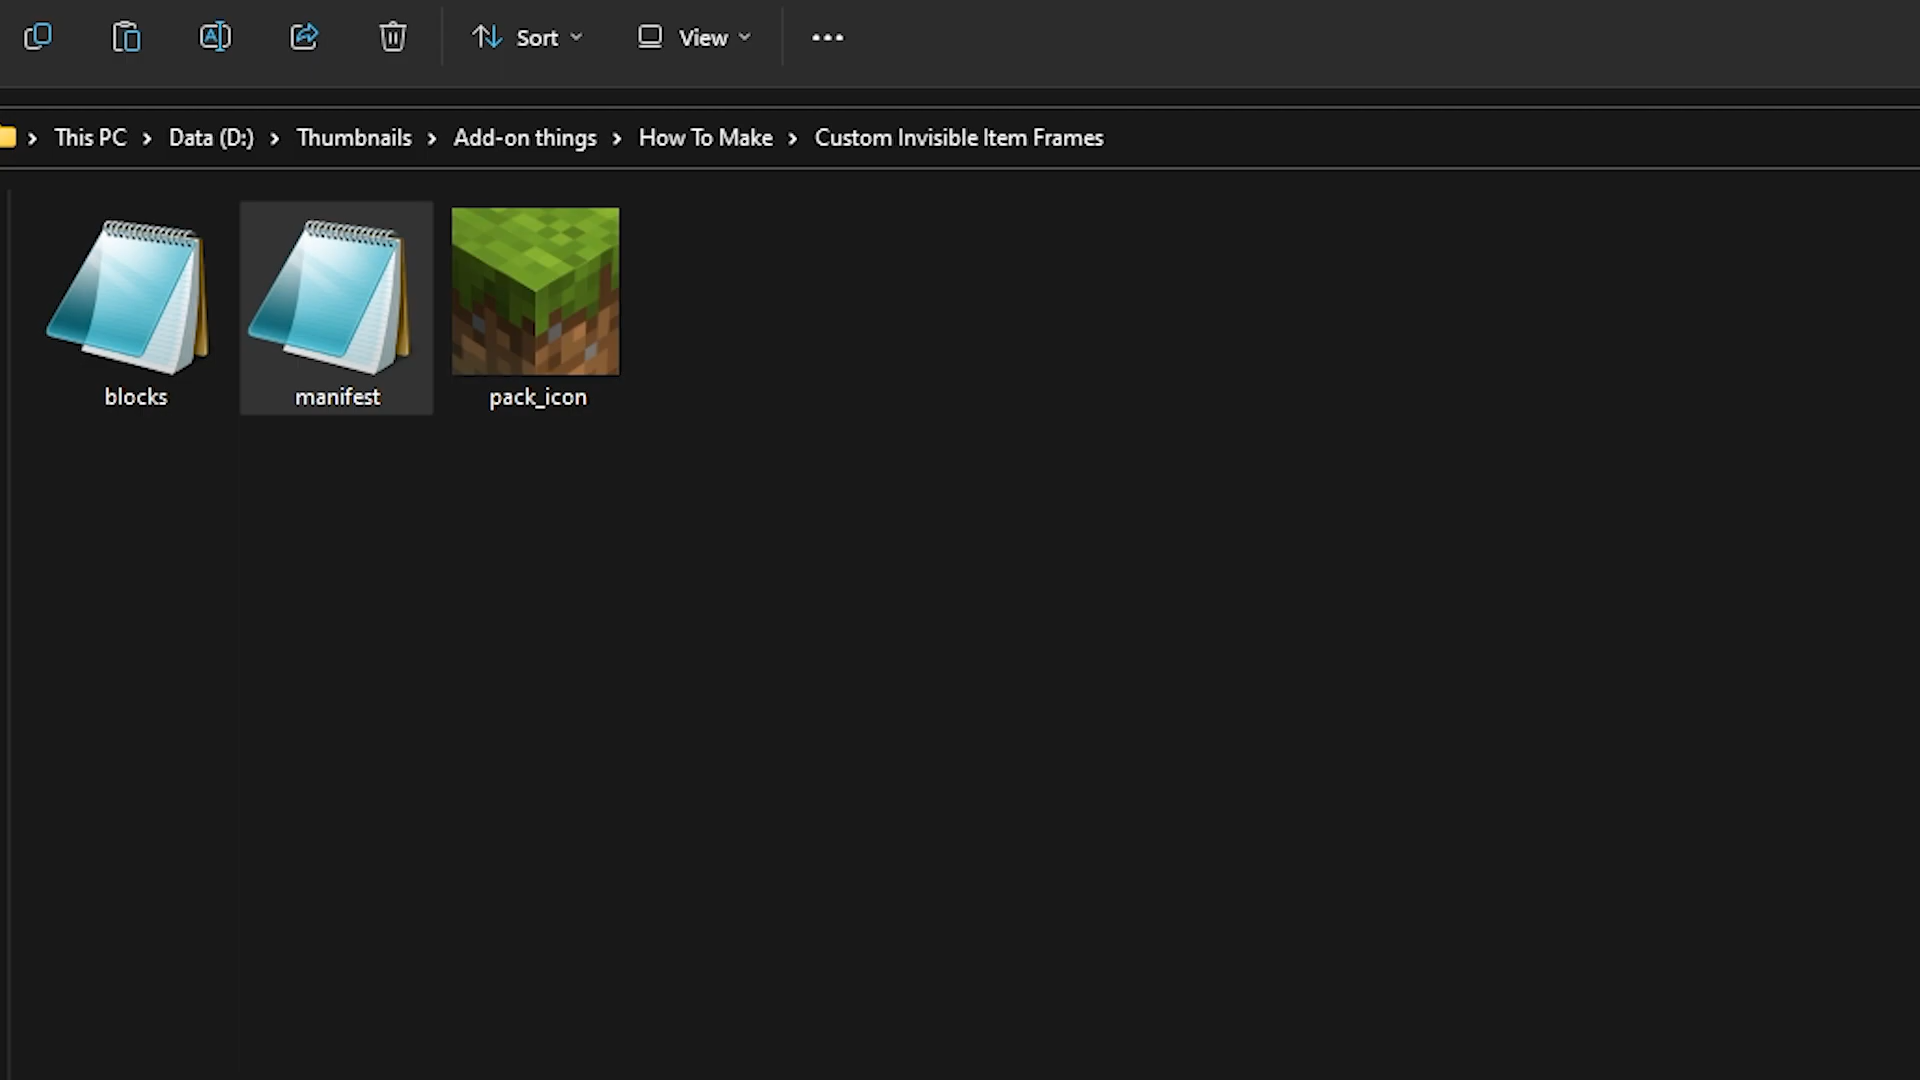 Sort View
This PC Data (D:) Thumbnails Add-on things How To Make Custom Invisible Item Frames
blocks manifest pack_icon